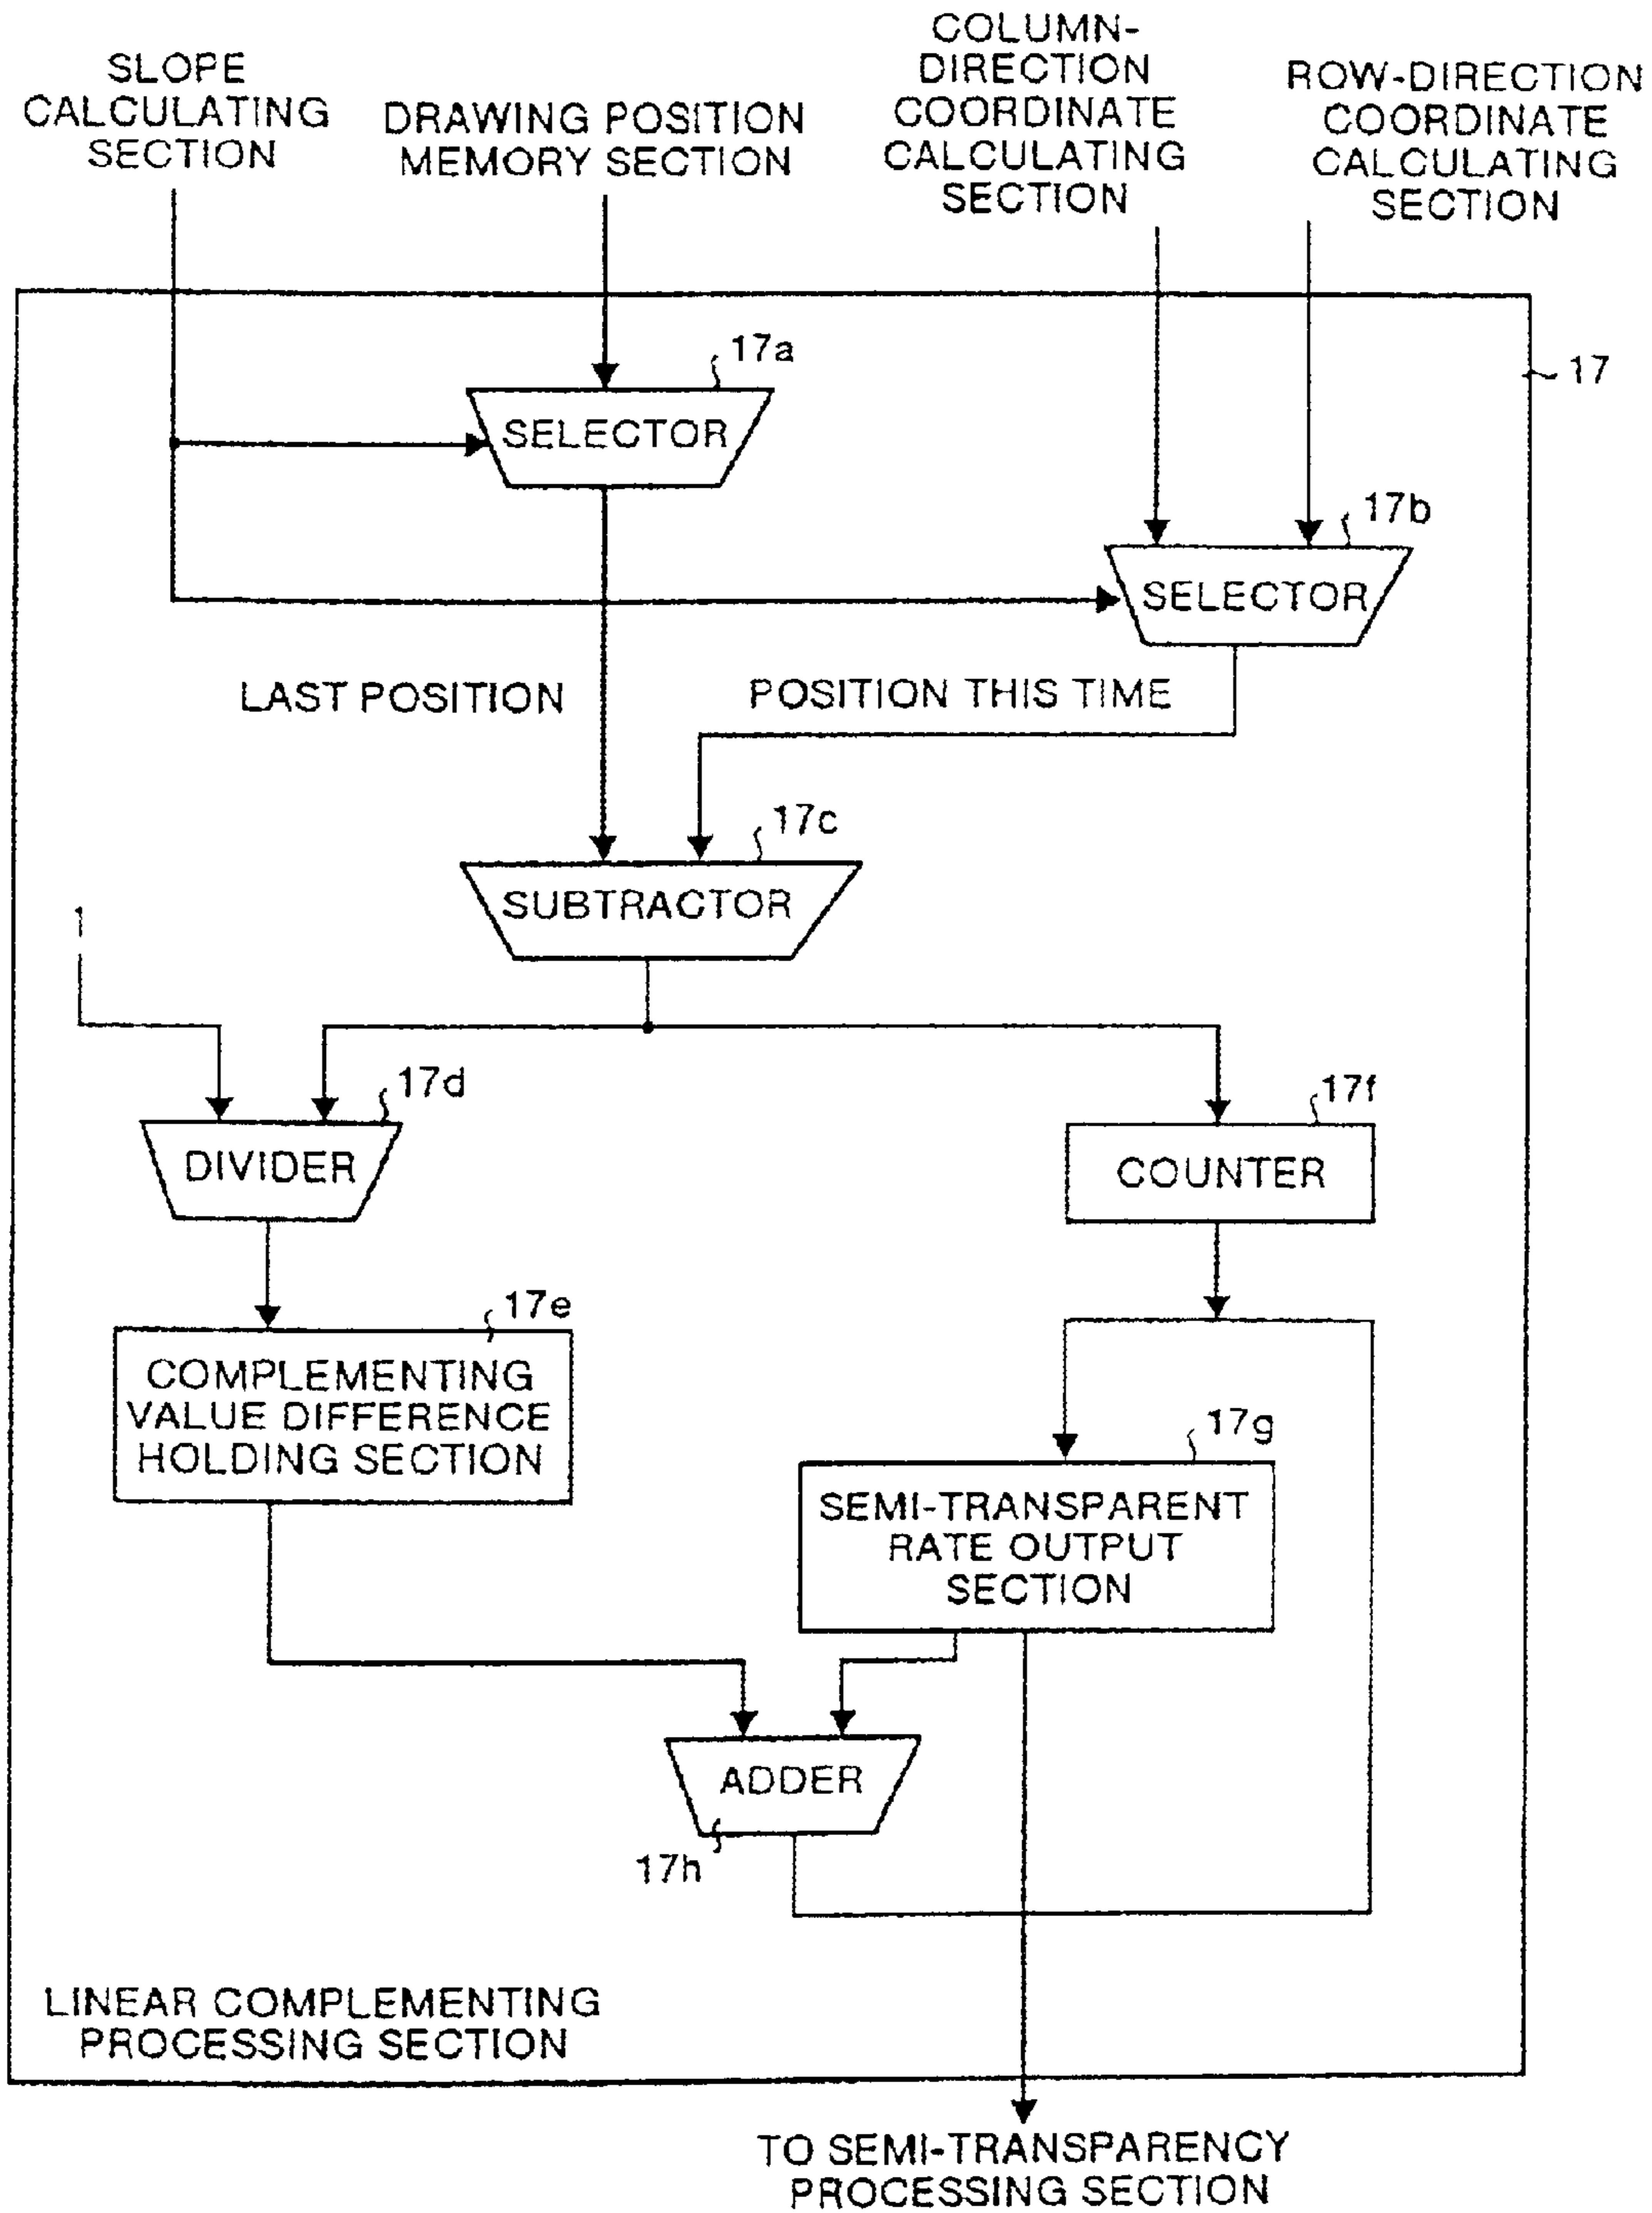 SLOPE
CALCULATING
SECTION
DRAWING POSITION
MEMORY SECTION
COLUMN-
DIRECTION
COORDINATE
CALCULATING
SECTION
ROW-DIRECTION
COORDINATE
CALCULATING
SECTION
17a
17
SELECTOR
17b
SELECTOR
LAST POSITION
POSITION THIS TIME
17c
SUBTRACTOR
1
17d
17f
DIVIDER
COUNTER
17e
COMPLEMENTING
VALUE DIFFERENCE
HOLDING SECTION
17g
SEMI-TRANSPARENT
RATE OUTPUT
SECTION
ADDER
17h
LINEAR COMPLEMENTING
PROCESSING SECTION
TO SEMI-TRANSPARENCY
PROCESSING SECTION